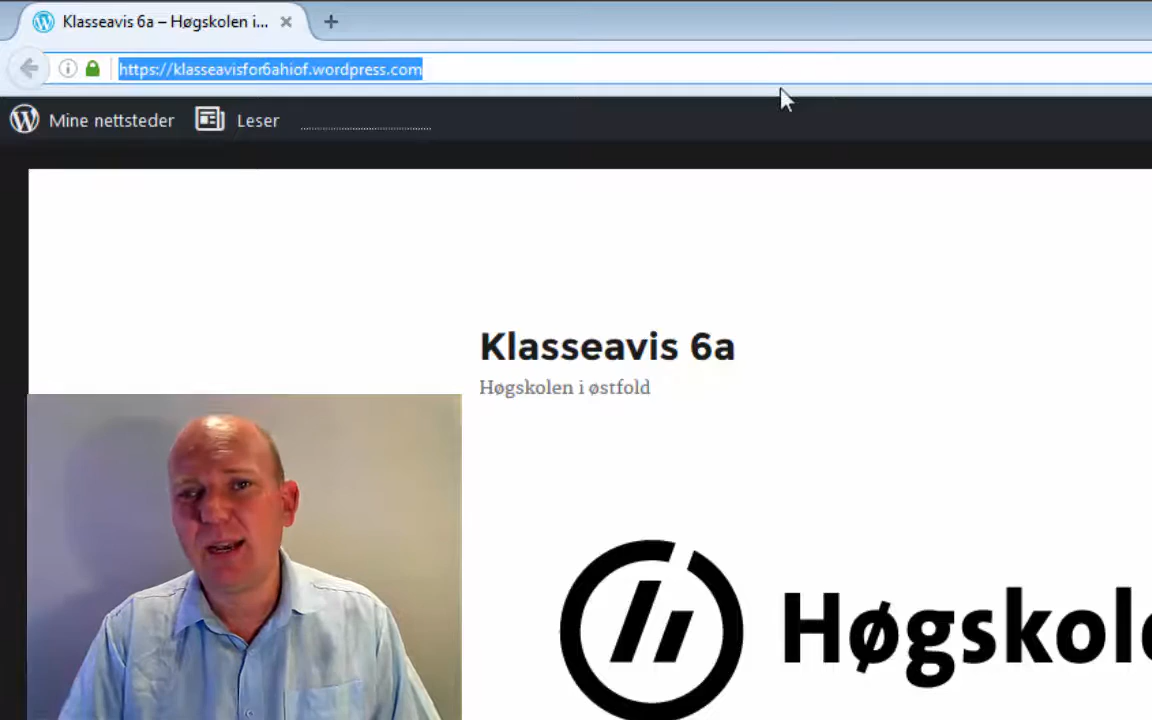 Klasseavis 6a – Høgskolen i...
https://klasseavisfor6ahiof.wordpress.com
Mine nettsteder
Leser
Klasseavis 6a
Høgskolen i østfold
Høgskole